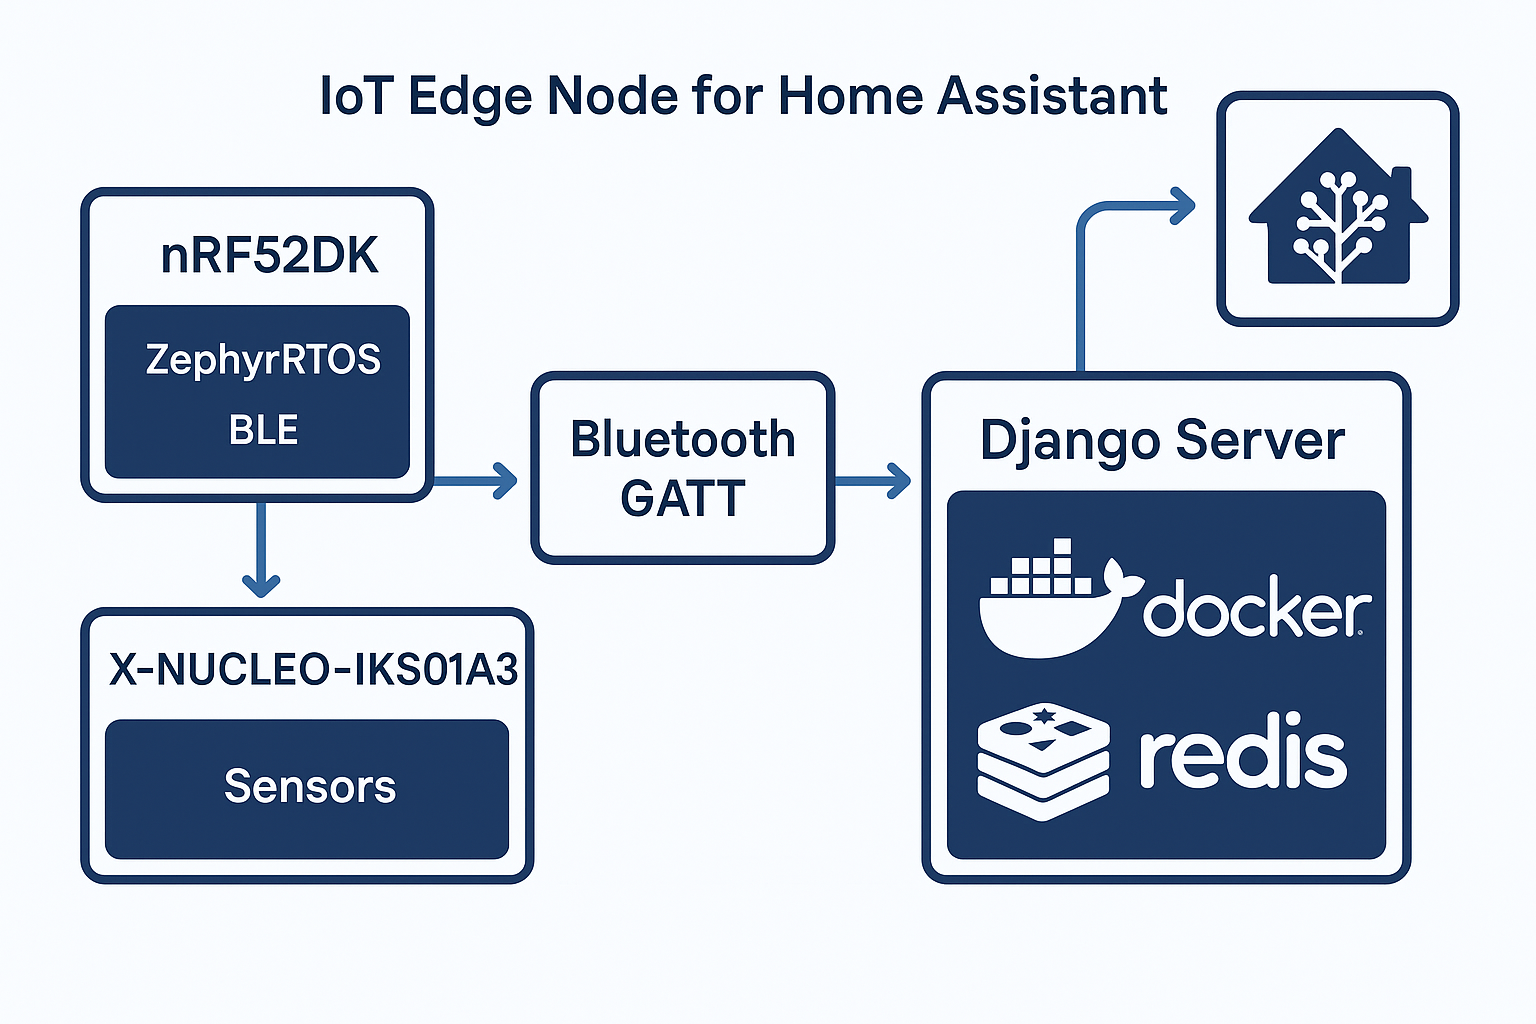 IoT Edge Node for Home Assistant
nRF52DK
ZephyrRTOS
BLE
Bluetooth
GATT
X-NUCLEO-IKS01A3
Sensors
Django Server
docker
redis